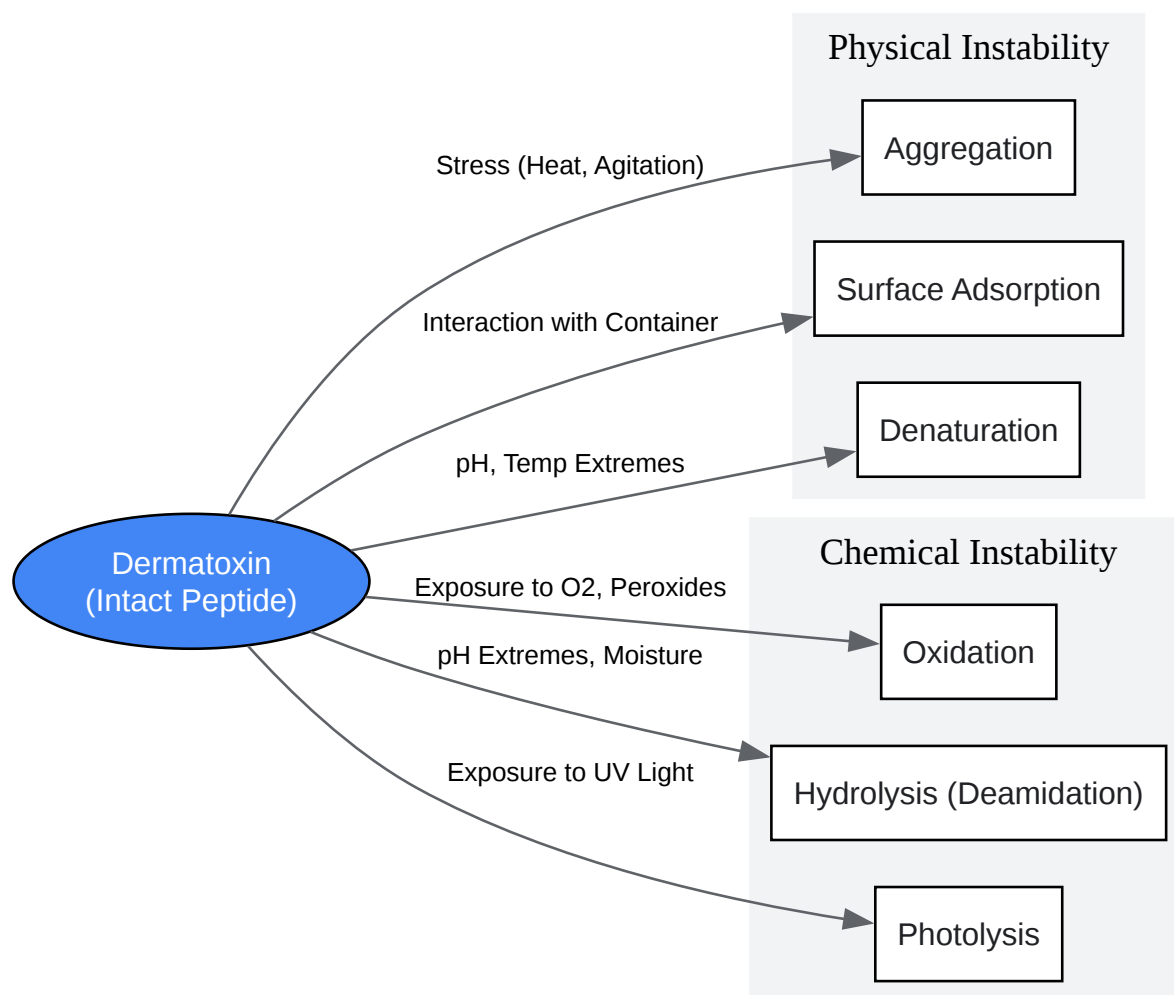 Physical Instability
Aggregation
Stress (Heat, Agitation)
Surface Adsorption
Interaction with Container
Denaturation
pH, Temp Extremes
Dermatoxin
(Intact Peptide)
Chemical Instability
Exposure to O2, Peroxides
Oxidation
pH Extremes, Moisture
Hydrolysis (Deamidation)
Exposure to UV Light
Photolysis